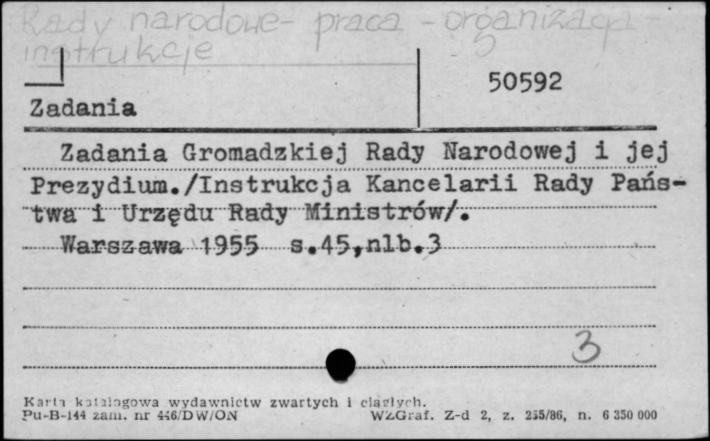 Rady narodowe - praca - organizacja -
instrukcje
50592
Zadania
Zadania Gromadzkiej Rady Narodowej i jej
Prezydium./Instrukcja Kancelarii Rady Pańs-
twa i Urzędu Rady Ministrów/.
Warszawa 1955 s.45,nlb.3
3
Karta katalogowa wydawnictw zwartych i ciągłych.
Pu-B-144 zam. nr 446/DW/ON WZGraf. Z-d 2, z. 255/86, n. 6 350 000